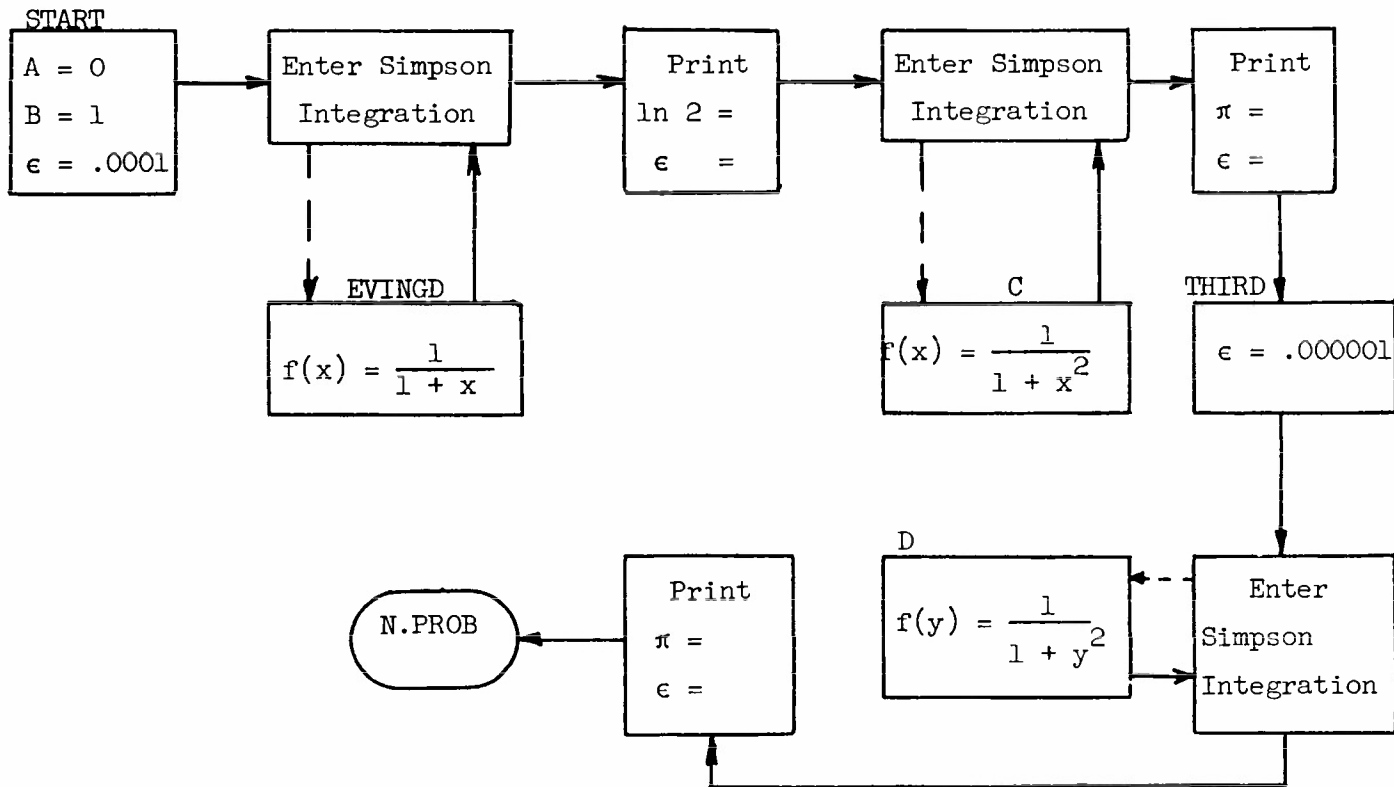 START
A = 0
B = 1
ϵ = .0001
Enter Simpson
Integration
EVINGD
f(x) = 1 / (1 + x)
Print
ln 2 =
ϵ =
Enter Simpson
Integration
C
f(x) = 1 / (1 + x²)
Print
π =
ϵ =
THIRD
ϵ = .000001
Enter
Simpson
Integration
D
f(y) = 1 / (1 + y²)
Print
π =
ϵ =
N.PROB